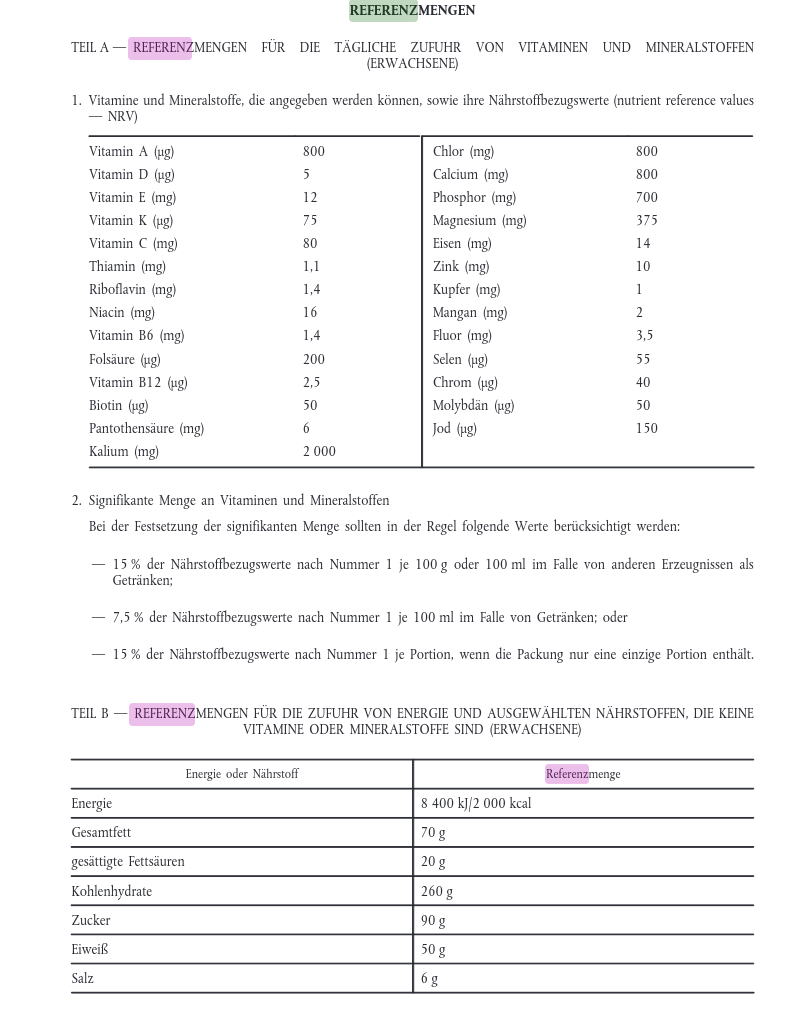 REFERENZMENGEN
TEIL A — REFERENZMENGEN FÜR DIE TÄGLICHE ZUFUHR VON VITAMINEN UND MINERALSTOFFEN
(ERWACHSENE)
1. Vitamine und Mineralstoffe, die angegeben werden können, sowie ihre Nährstoffbezugswerte (nutrient reference values
— NRV)
Vitamin A (μg) 800 Chlor (mg) 800
Vitamin D (μg) 5 Calcium (mg) 800
Vitamin E (mg) 12 Phosphor (mg) 700
Vitamin K (μg) 75 Magnesium (mg) 375
Vitamin C (mg) 80 Eisen (mg) 14
Thiamin (mg) 1,1 Zink (mg) 10
Riboflavin (mg) 1,4 Kupfer (mg) 1
Niacin (mg) 16 Mangan (mg) 2
Vitamin B6 (mg) 1,4 Fluor (mg) 3,5
Folsäure (μg) 200 Selen (μg) 55
Vitamin B12 (μg) 2,5 Chrom (μg) 40
Biotin (μg) 50 Molybdän (μg) 50
Pantothensäure (mg) 6 Jod (μg) 150
Kalium (mg) 2 000
2. Signifikante Menge an Vitaminen und Mineralstoffen
Bei der Festsetzung der signifikanten Menge sollten in der Regel folgende Werte berücksichtigt werden:
— 15 % der Nährstoffbezugswerte nach Nummer 1 je 100 g oder 100 ml im Falle von anderen Erzeugnissen als
Getränken;
— 7,5 % der Nährstoffbezugswerte nach Nummer 1 je 100 ml im Falle von Getränken; oder
— 15 % der Nährstoffbezugswerte nach Nummer 1 je Portion, wenn die Packung nur eine einzige Portion enthält.
TEIL B — REFERENZMENGEN FÜR DIE ZUFUHR VON ENERGIE UND AUSGEWÄHLTEN NÄHRSTOFFEN, DIE KEINE
VITAMINE ODER MINERALSTOFFE SIND (ERWACHSENE)
Energie oder Nährstoff Referenzmenge
Energie 8 400 kJ/2 000 kcal
Gesamtfett 70 g
gesättigte Fettsäuren 20 g
Kohlenhydrate 260 g
Zucker 90 g
Eiweiß 50 g
Salz 6 g